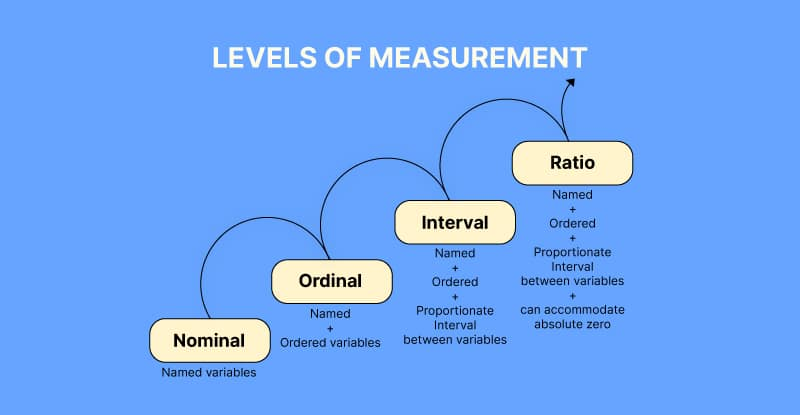 LEVELS OF MEASUREMENT
Nominal
Named variables
Ordinal
Named
+
Ordered variables
Interval
Named
+
Ordered
+
Proportionate
Interval
between variables
Ratio
Named
+
Ordered
+
Proportionate
Interval
between variables
+
can accommodate
absolute zero